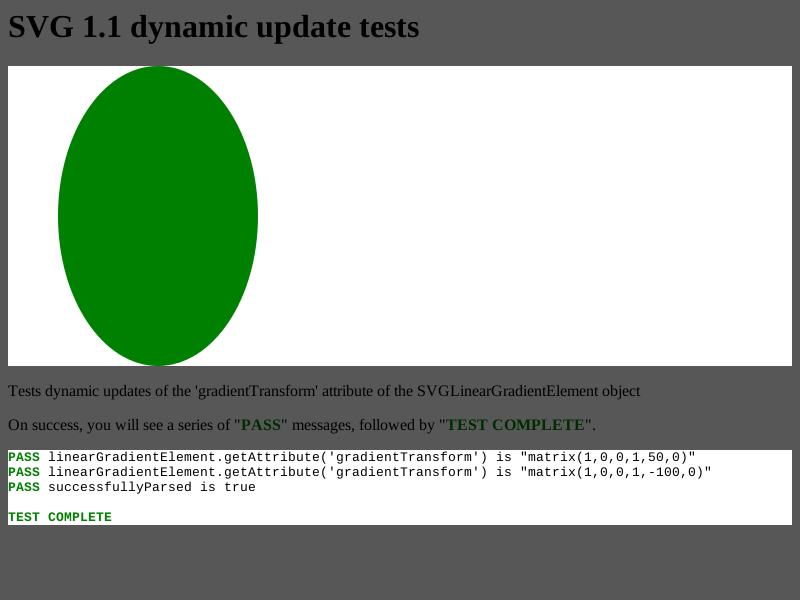 SVG 1.1 dynamic update tests
Tests dynamic updates of the 'gradientTransform' attribute of the SVGLinearGradientElement object
On success, you will see a series of "PASS" messages, followed by "TEST COMPLETE".
PASS linearGradientElement.getAttribute('gradientTransform') is "matrix(1,0,0,1,50,0)"
PASS linearGradientElement.getAttribute('gradientTransform') is "matrix(1,0,0,1,-100,0)"
PASS successfullyParsed is true
TEST COMPLETE